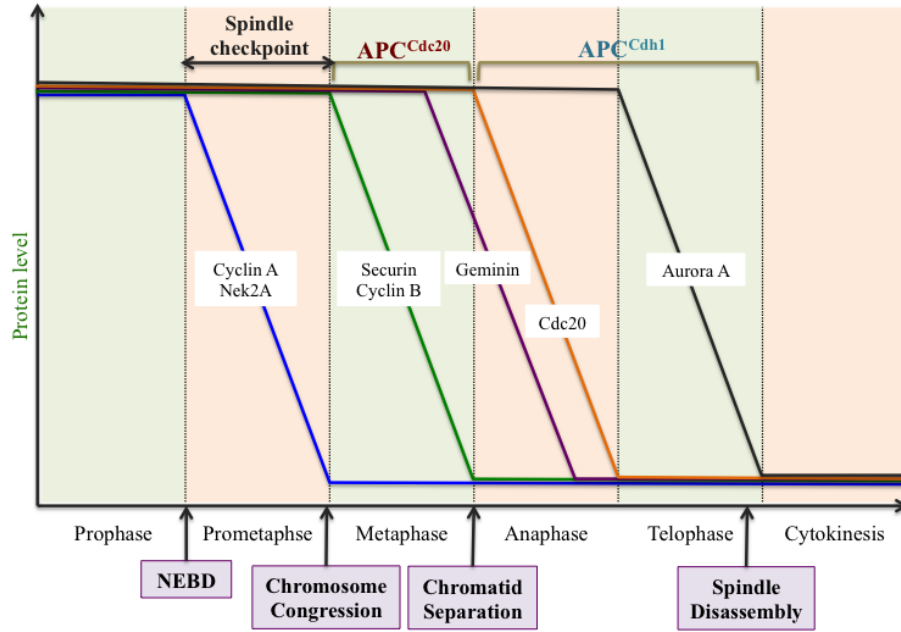 Spindle
checkpoint
APCCdc20
APCCdh1
Protein level
Cyclin A
Nek2A
Securin
Cyclin B
Geminin
Cdc20
Aurora A
Prophase
Prometaphse
Metaphase
Anaphase
Telophase
Cytokinesis
NEBD
Chromosome
Congression
Chromatid
Separation
Spindle
Disassembly